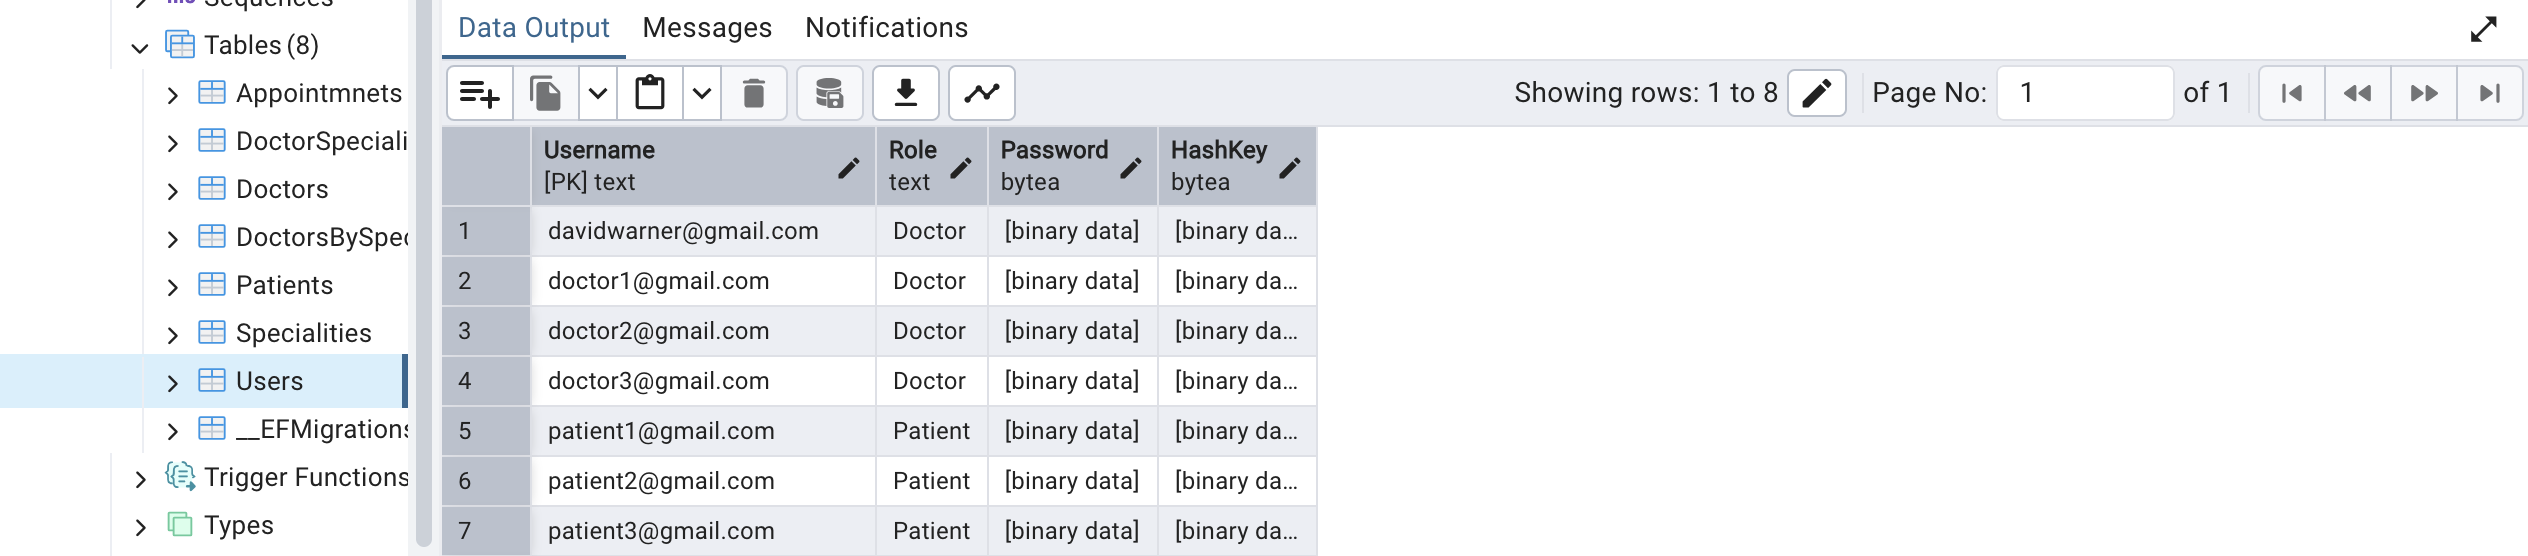 Sequences
Tables (8)
Appointmnets
DoctorSpeciali
Doctors
DoctorsBySpec
Patients
Specialities
Users
__EFMigrations
Trigger Functions
Types
Data Output Messages Notifications
Showing rows: 1 to 8 Page No: 1 of 1
Username Role Password HashKey
[PK] text text bytea bytea
1 davidwarner@gmail.com Doctor [binary data] [binary da...
2 doctor1@gmail.com Doctor [binary data] [binary da...
3 doctor2@gmail.com Doctor [binary data] [binary da...
4 doctor3@gmail.com Doctor [binary data] [binary da...
5 patient1@gmail.com Patient [binary data] [binary da...
6 patient2@gmail.com Patient [binary data] [binary da...
7 patient3@gmail.com Patient [binary data] [binary da...